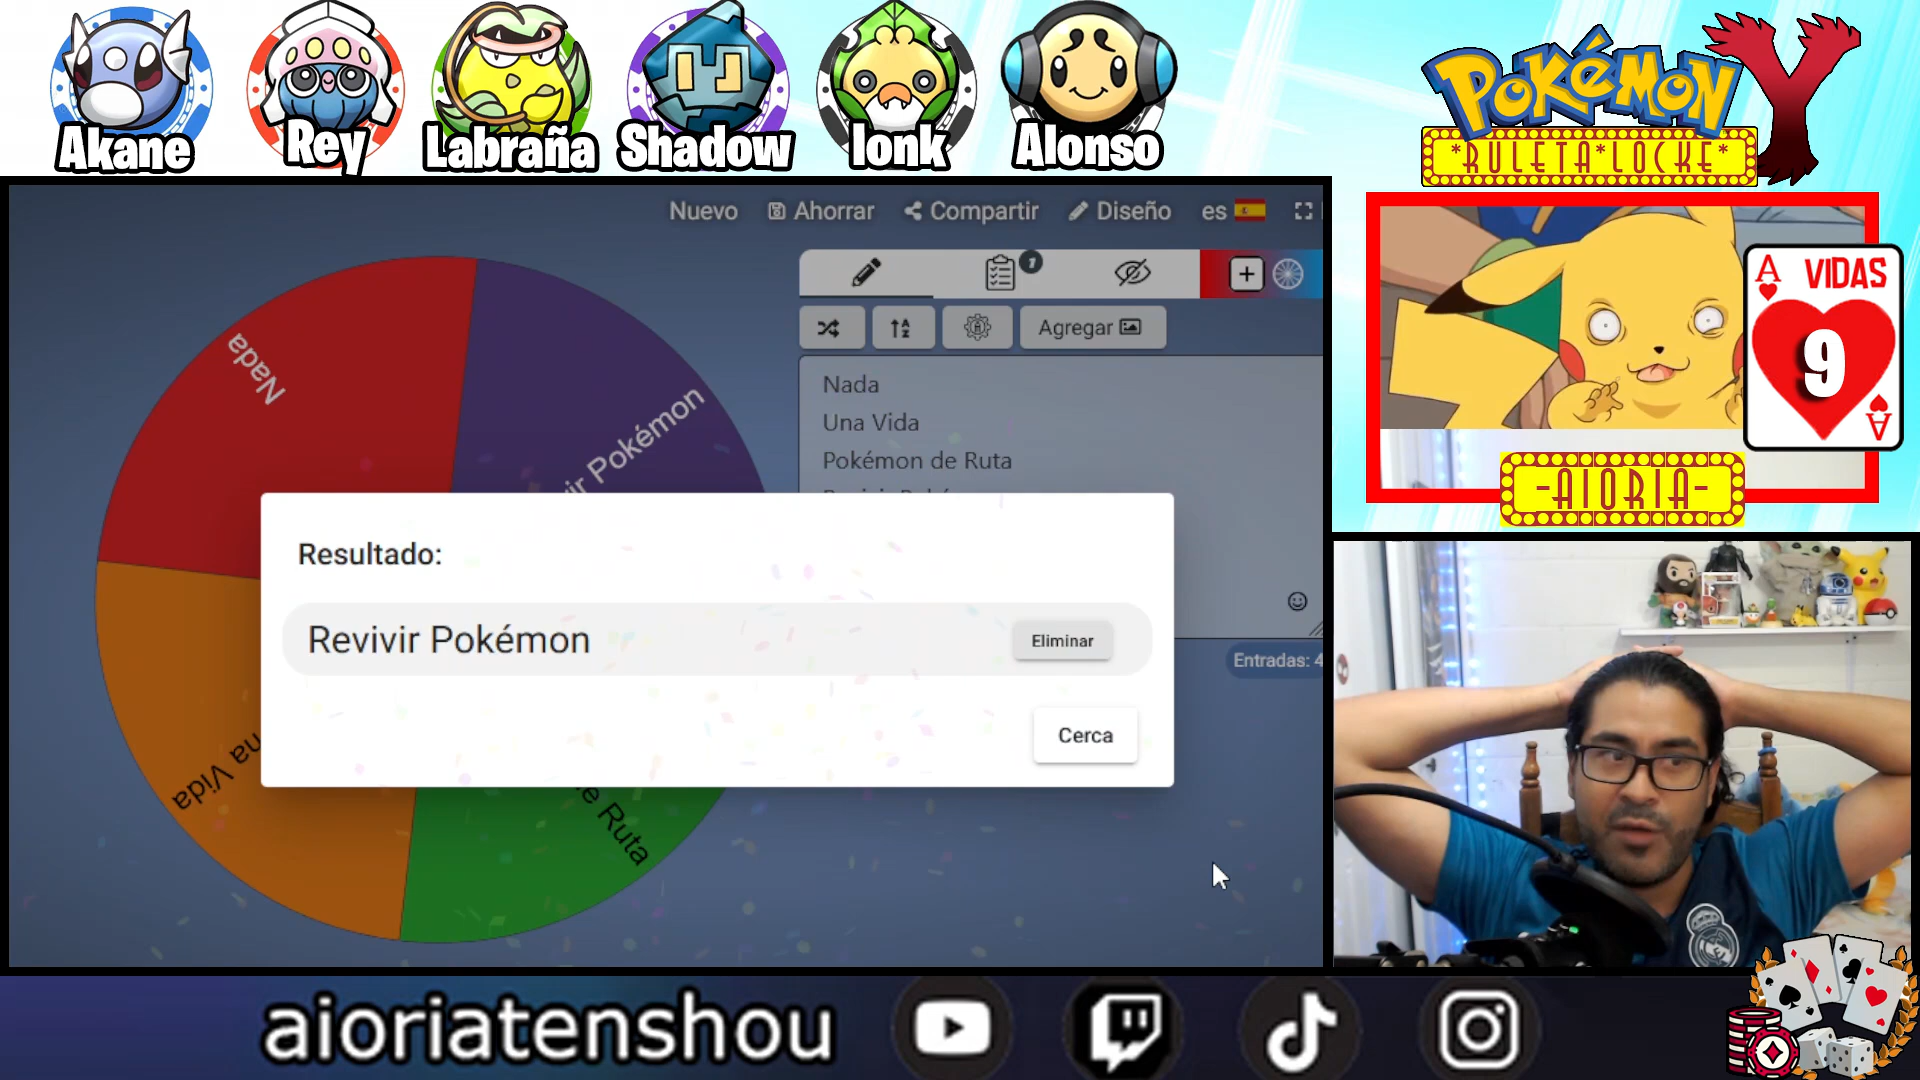 Akane
Rey
Labraña
Shadow
Ionk
Alonso
POKÉMON Y
*RULETA*LOCKE*
Nuevo
Ahorrar
Compartir
Diseño
es
1
Agregar
Nada
Una Vida
Pokémon de Ruta
Nada
ir Pokémon
na Vida
e Ruta
Resultado:
Revivir Pokémon
Eliminar
Cerca
Entradas: 4
A VIDAS
9
A
-AIORIA-
aioriatenshou